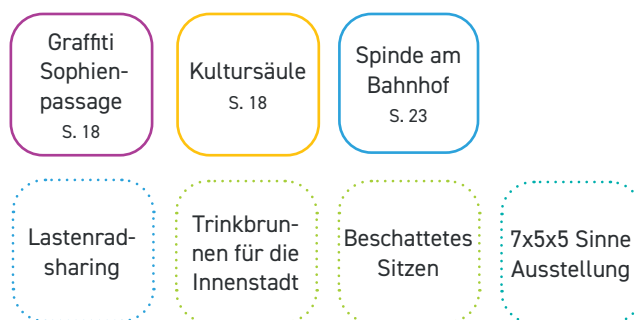 Graffiti
Sophien-
passage
S. 18
Kultursäule
S. 18
Spinde am
Bahnhof
S. 23
Lastenrad-
sharing
Trinkbrun-
nen für die
Innenstadt
Beschattetes
Sitzen
7x5x5 Sinne
Ausstellung